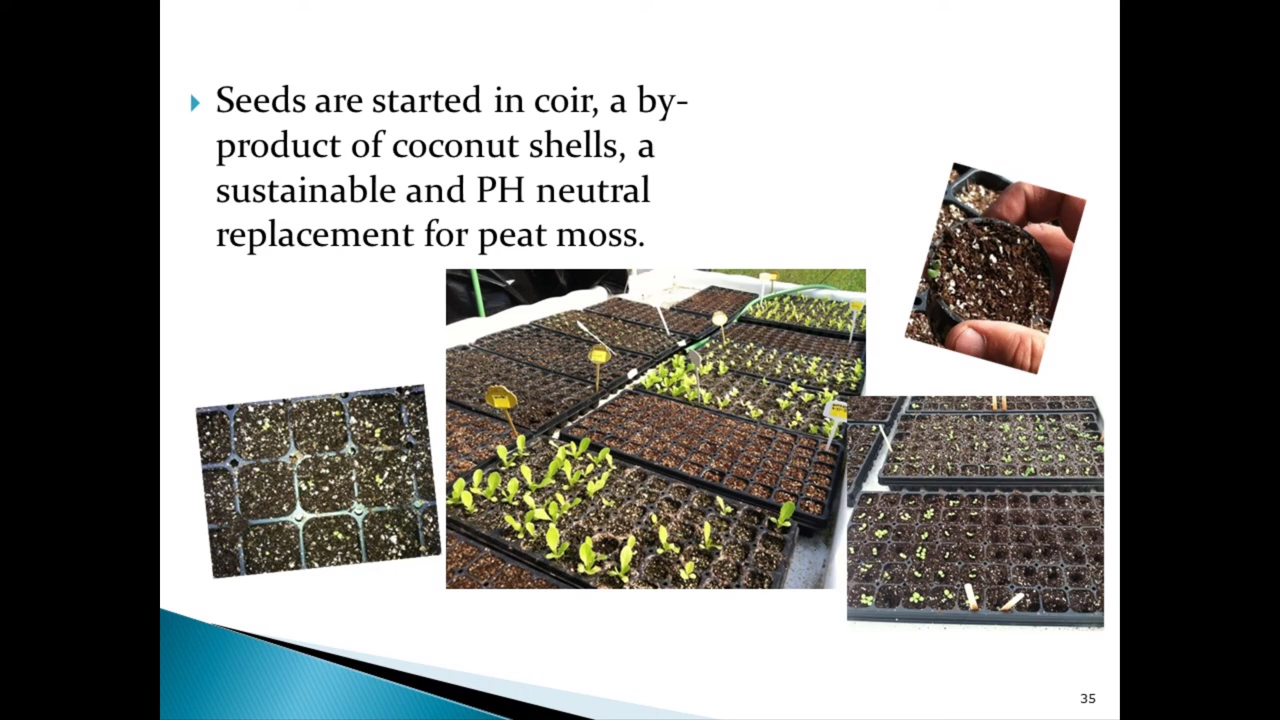 Seeds are started in coir, a by-
product of coconut shells, a
sustainable and PH neutral
replacement for peat moss.
35